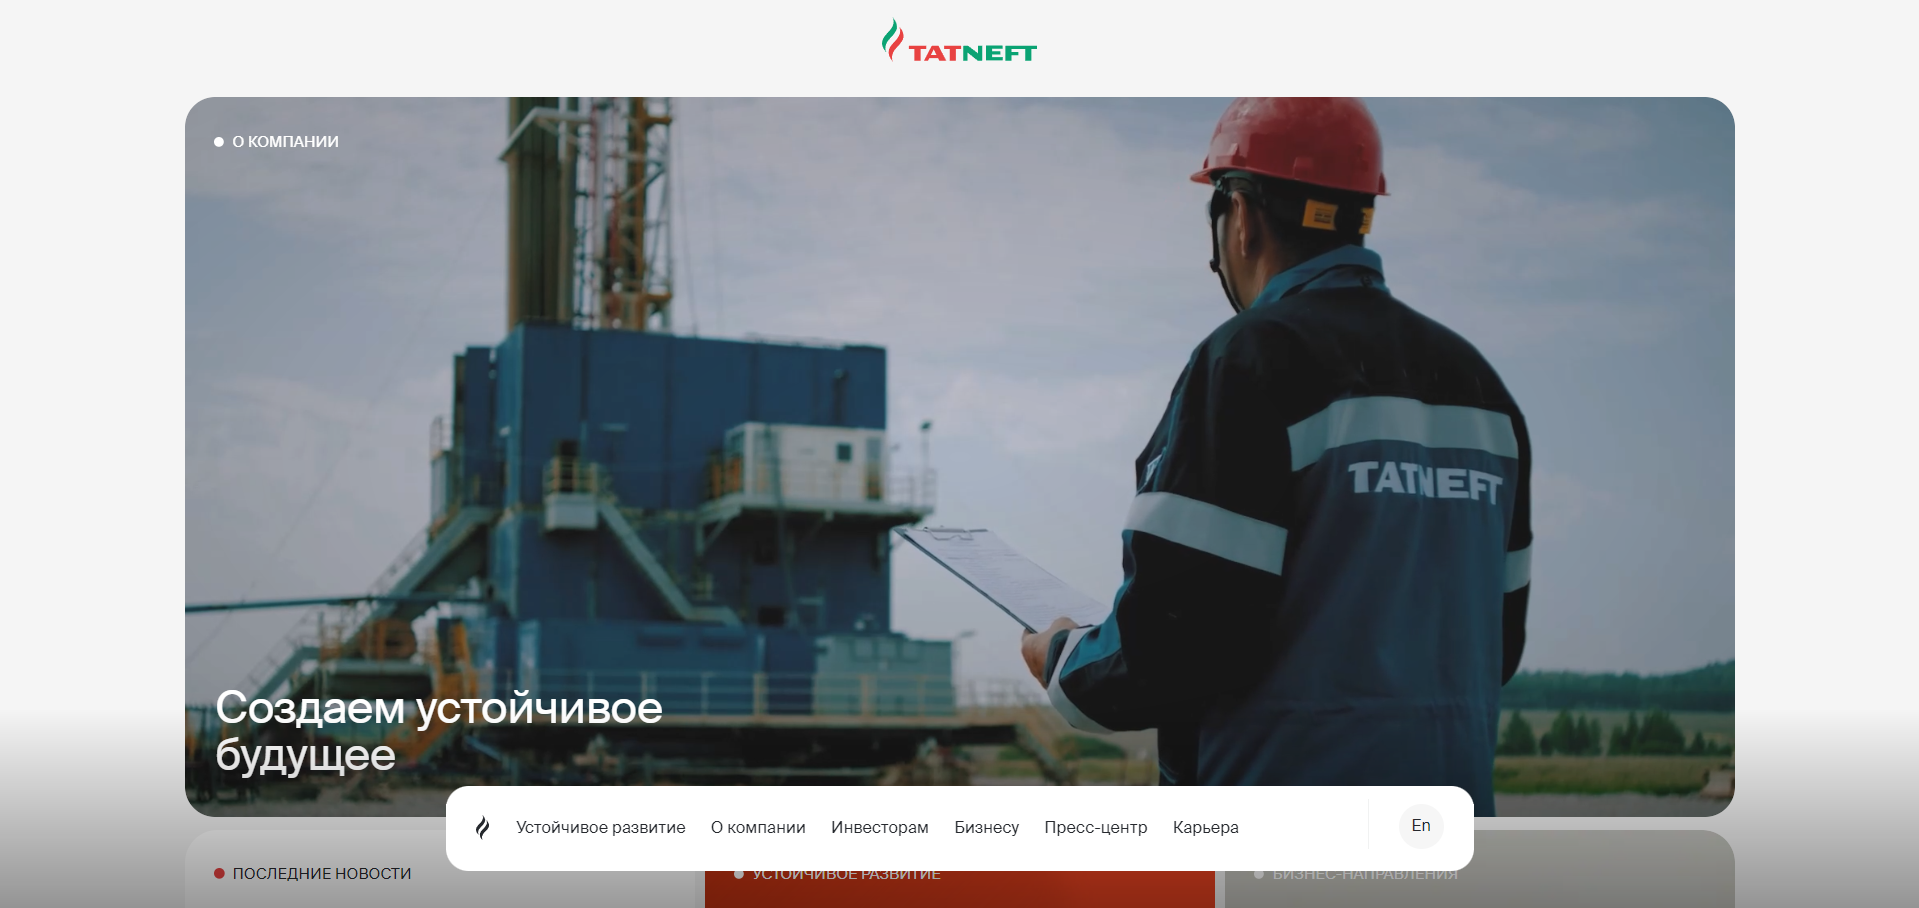 TATNEFT
О КОМПАНИИ
TATNEFT
Создаем устойчивое
будущее
Устойчивое развитие О компании Инвесторам Бизнесу Пресс-центр Карьера En
ПОСЛЕДНИЕ НОВОСТИ
УСТОЙЧИВОЕ РАЗВИТИЕ
БИЗНЕС-НАПРАВЛЕНИЯ